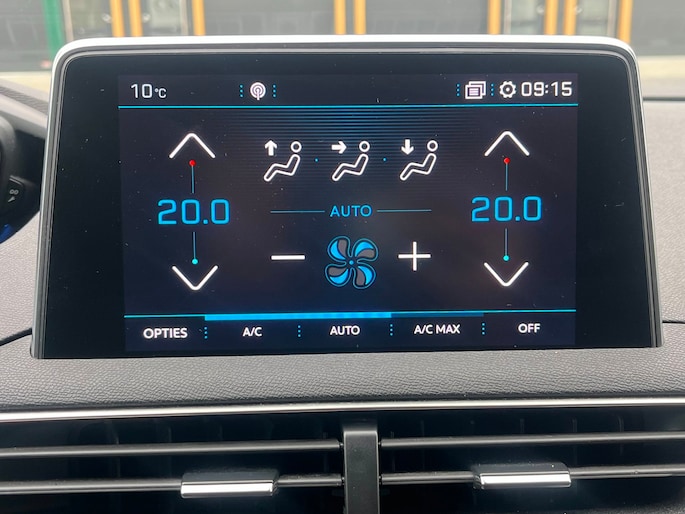 10°C 09:15
20.0 20.0
AUTO
OPTIES A/C AUTO A/C MAX OFF